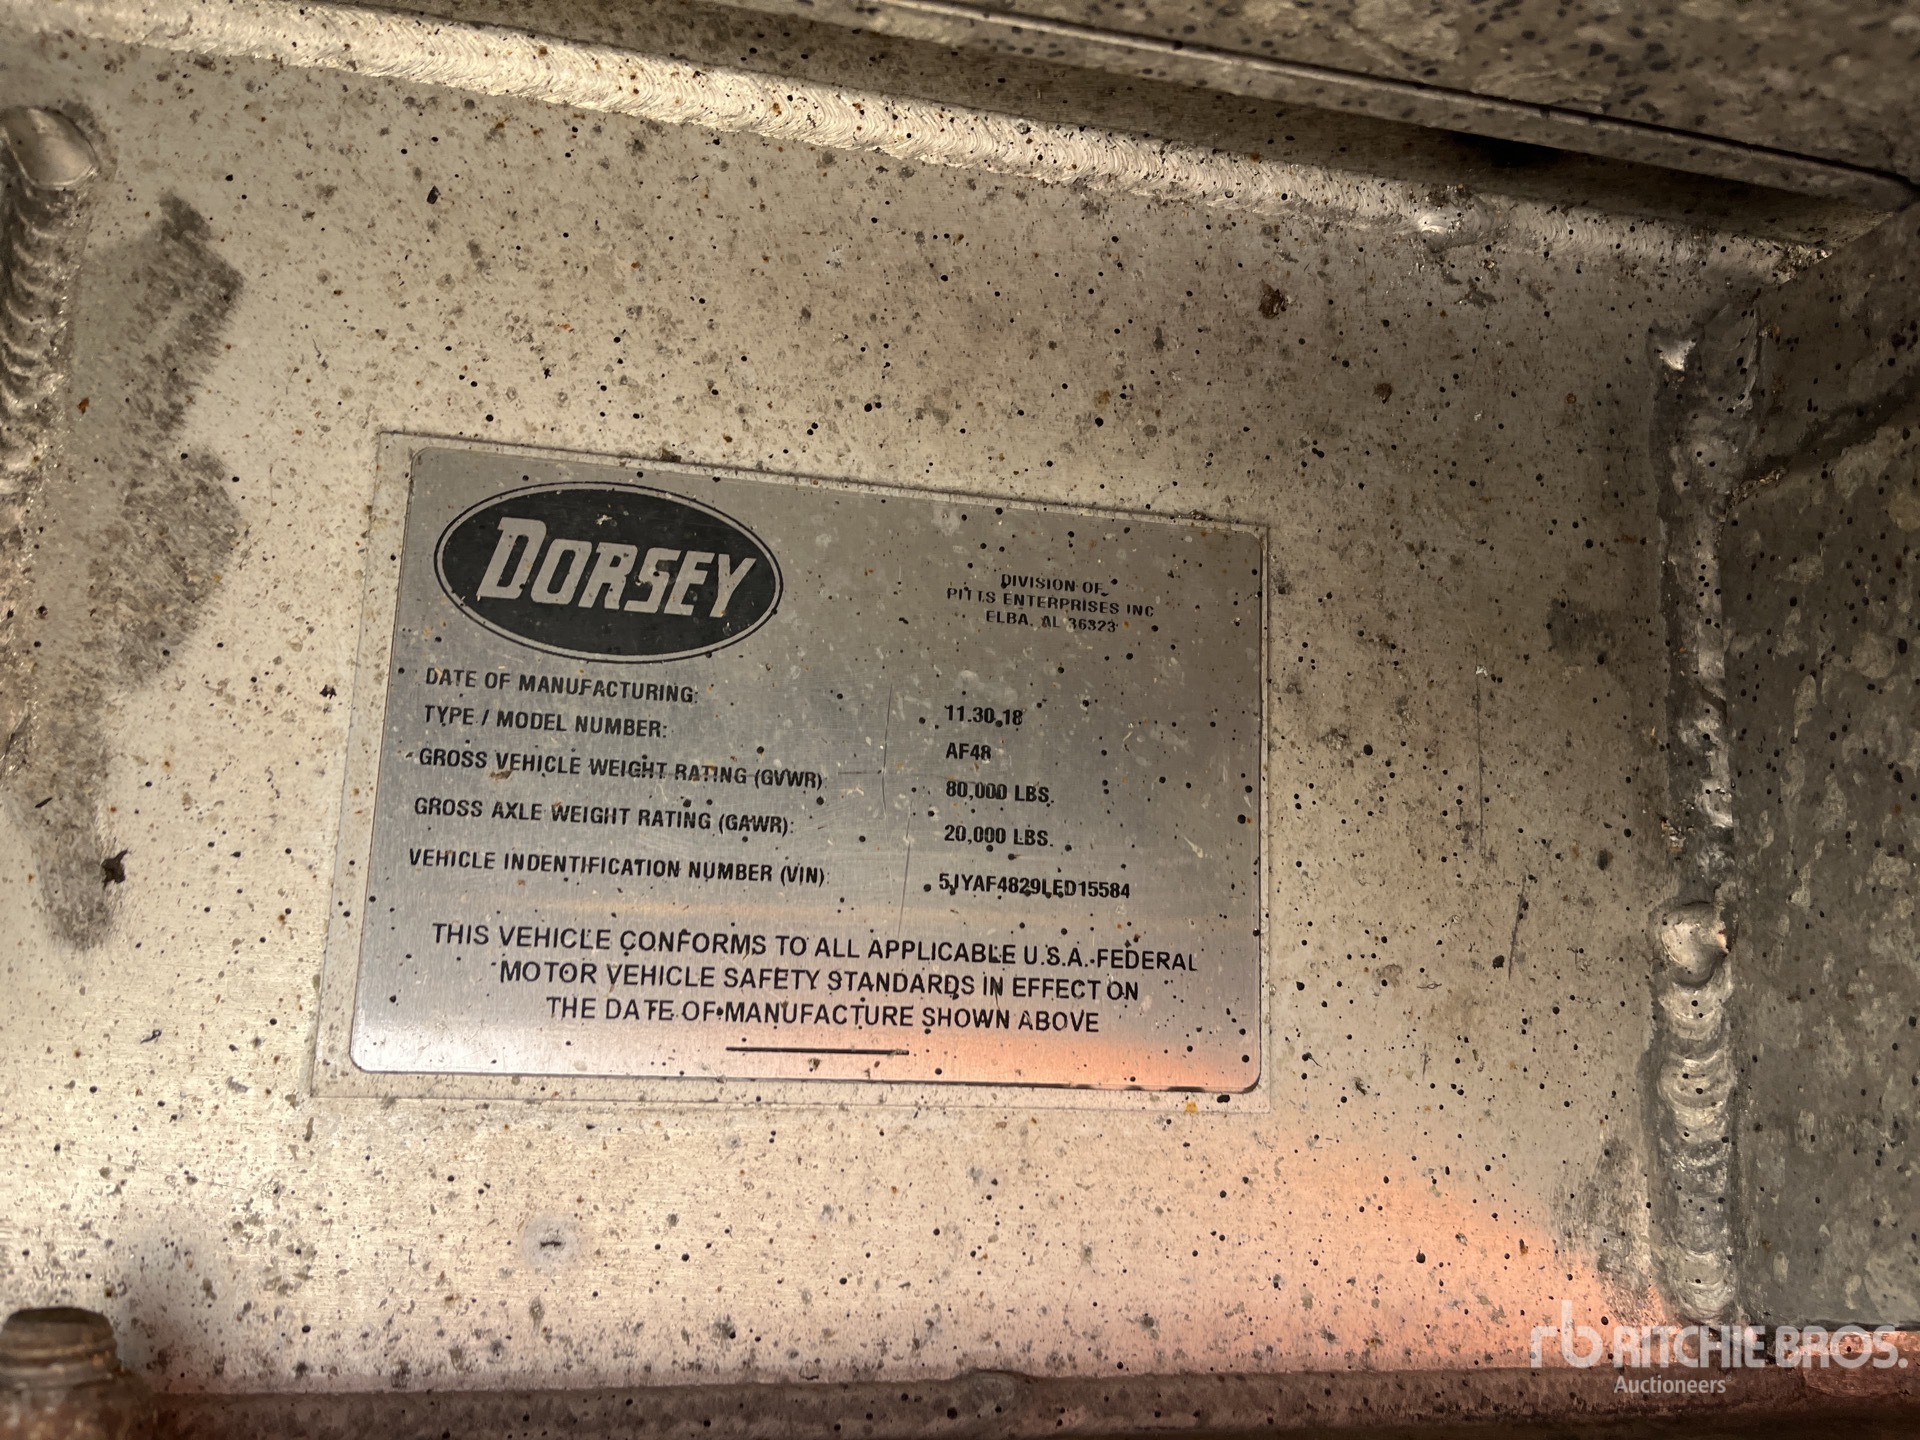 DORSEY
DIVISION OF
PITTS ENTERPRISES INC
ELBA, AL 36323
DATE OF MANUFACTURING: 11.30.18
TYPE / MODEL NUMBER: AF48
GROSS VEHICLE WEIGHT RATING (GVWR) 80,000 LBS.
GROSS AXLE WEIGHT RATING (GAWR): 20,000 LBS.
VEHICLE INDENTIFICATION NUMBER (VIN) 5JYAF4829LED15584
THIS VEHICLE CONFORMS TO ALL APPLICABLE U.S.A. FEDERAL
MOTOR VEHICLE SAFETY STANDARDS IN EFFECT ON
THE DATE OF MANUFACTURE SHOWN ABOVE
rb RITCHIE BROS.
Auctioneers